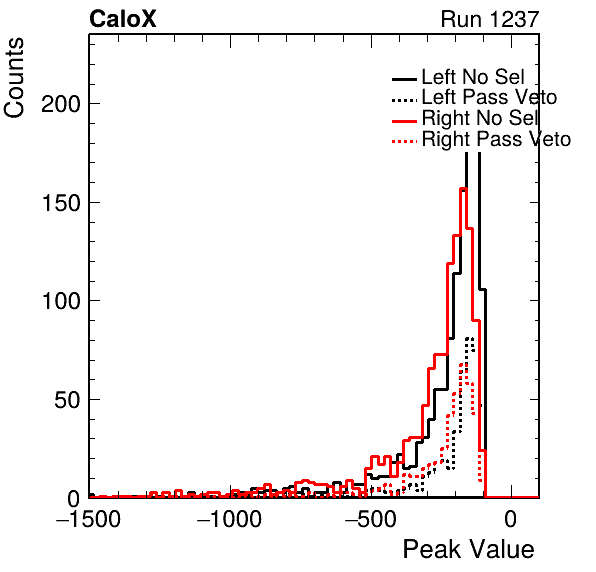 CaloX Run 1237
Counts
Left No Sel
Left Pass Veto
Right No Sel
Right Pass Veto
200
150
100
50
0
−1500 −1000 −500 0
Peak Value